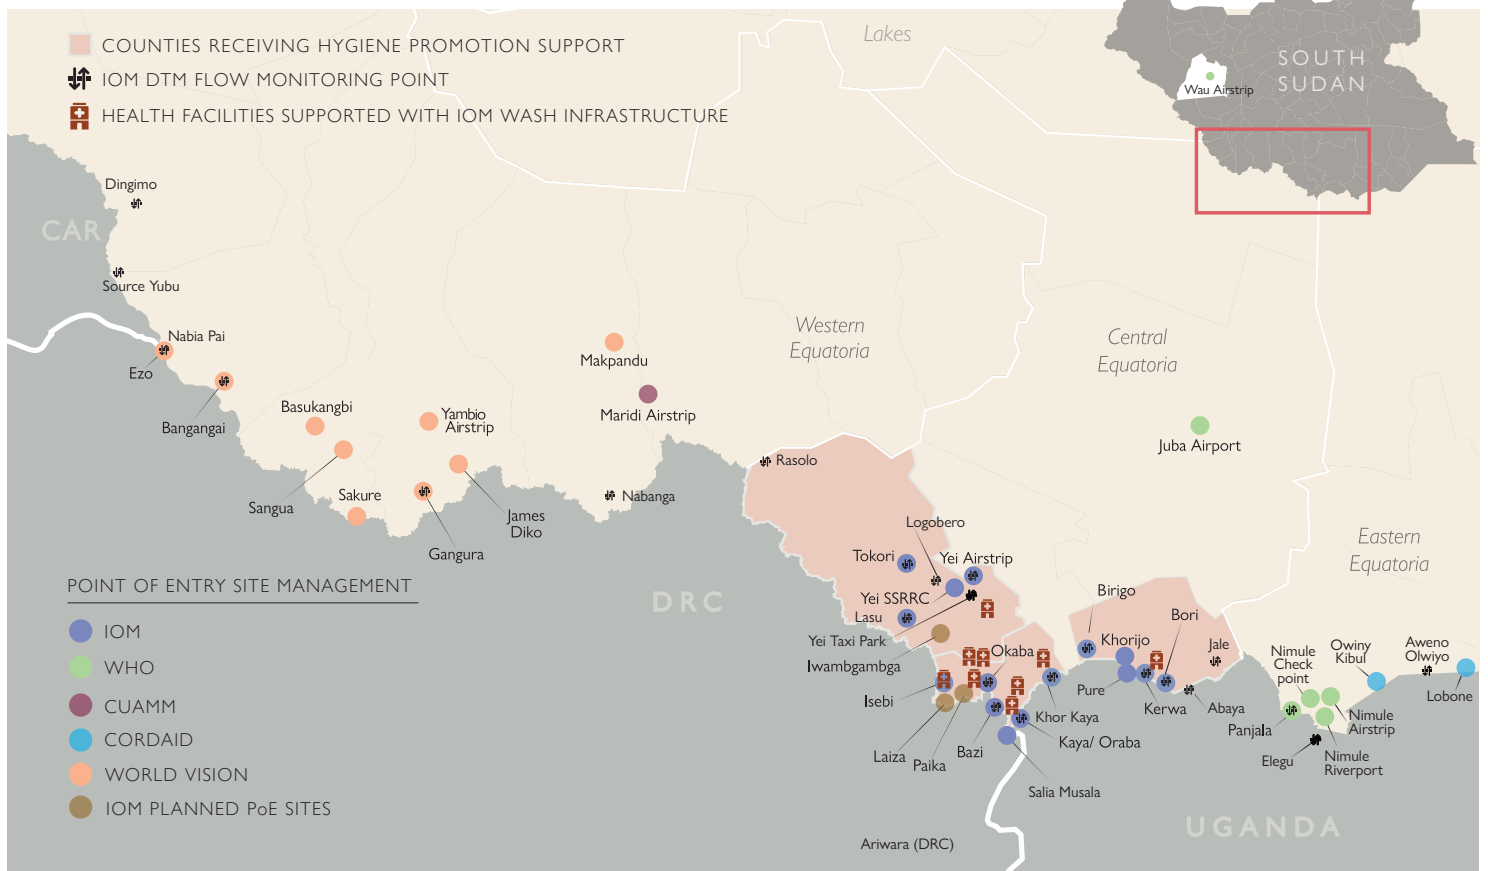 COUNTIES RECEIVING HYGIENE PROMOTION SUPPORT
IOM DTM FLOW MONITORING POINT
HEALTH FACILITIES SUPPORTED WITH IOM WASH INFRASTRUCTURE
Lakes
SOUTH
SUDAN
Wau Airstrip
Dingimo
CAR
Source Yubu
Nabia Pai
Ezo
Bangangai
Basukangbi
Sangua
Sakure
Yambio
Airstrip
Gangura
James
Diko
Makpandu
Maridi Airstrip
Nabanga
Western
Equatoria
Central
Equatoria
Juba Airport
Eastern
Equatoria
Rasolo
Logobero
Tokori
Yei Airstrip
Yei SSRRC
Lasu
Yei Taxi Park
Iwambgambga
Okaba
Isebi
Laiza
Paika
Bazi
Khor Kaya
Kaya/ Oraba
Salia Musala
Ariwara (DRC)
Birigo
Khorijo
Bori
Jale
Pure
Kerwa
Abaya
Nimule
Check
point
Owiny
Kibul
Aweno
Olwiyo
Lobone
Panjala
Nimule
Airstrip
Elegu
Nimule
Riverport
DRC
UGANDA
POINT OF ENTRY SITE MANAGEMENT
IOM
WHO
CUAMM
CORDAID
WORLD VISION
IOM PLANNED PoE SITES